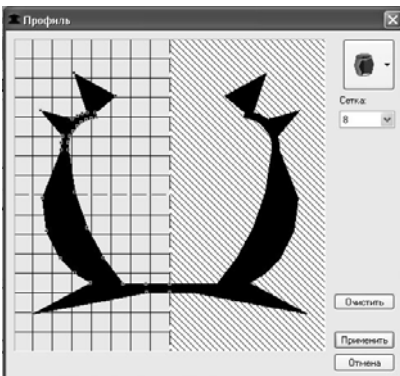 Профиль
Сетка:
8
Очистить
Применить
Отмена